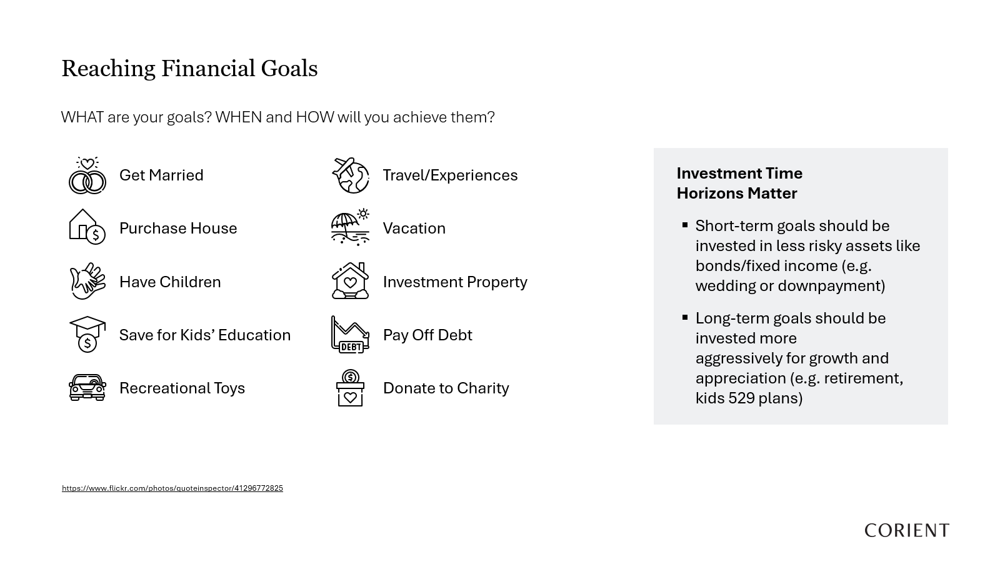 Reaching Financial Goals
WHAT are your goals? WHEN and HOW will you achieve them?
Get Married
Purchase House
$
Have Children
Save for Kids’ Education
$
Recreational Toys
Travel/Experiences
Vacation
Investment Property
Pay Off Debt
DEBT
Donate to Charity
$
Investment Time
Horizons Matter
▪ Short-term goals should be
invested in less risky assets like
bonds/fixed income (e.g.
wedding or downpayment)
▪ Long-term goals should be
invested more
aggressively for growth and
appreciation (e.g. retirement,
kids 529 plans)
https://www.flickr.com/photos/quoteinspector/41296772825
CORIENT